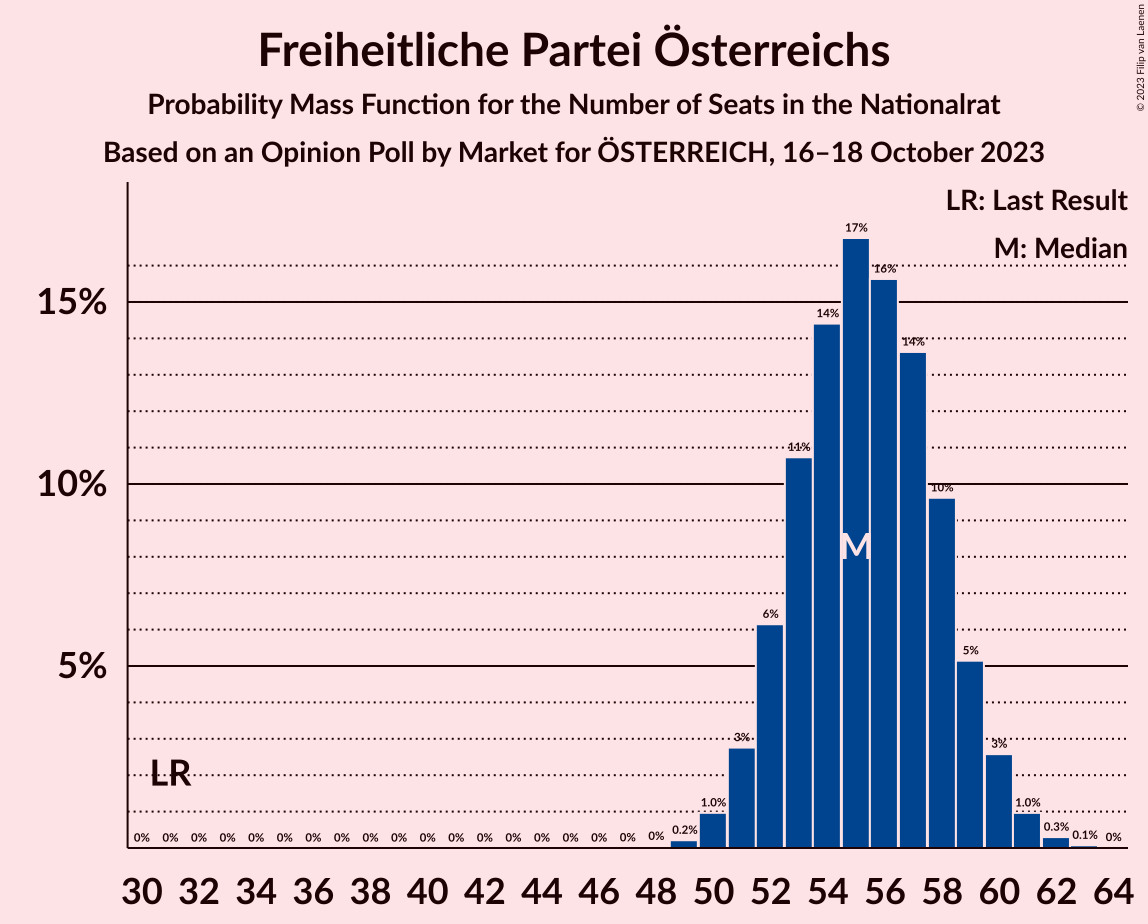 Freiheitliche Partei Österreichs
Probability Mass Function for the Number of Seats in the Nationalrat
Based on an Opinion Poll by Market for ÖSTERREICH, 16–18 October 2023
© 2023 Filip van Laenen
LR: Last Result
M: Median
17%
16%
15%
14%
14%
11%
10%
10%
M
6%
5%
5%
3%
3%
LR
1.0%
1.0%
0% 0% 0% 0% 0% 0% 0% 0% 0% 0% 0% 0% 0% 0% 0% 0% 0% 0% 0% 0.2% 0.3% 0.1% 0%
30 32 34 36 38 40 42 44 46 48 50 52 54 56 58 60 62 64